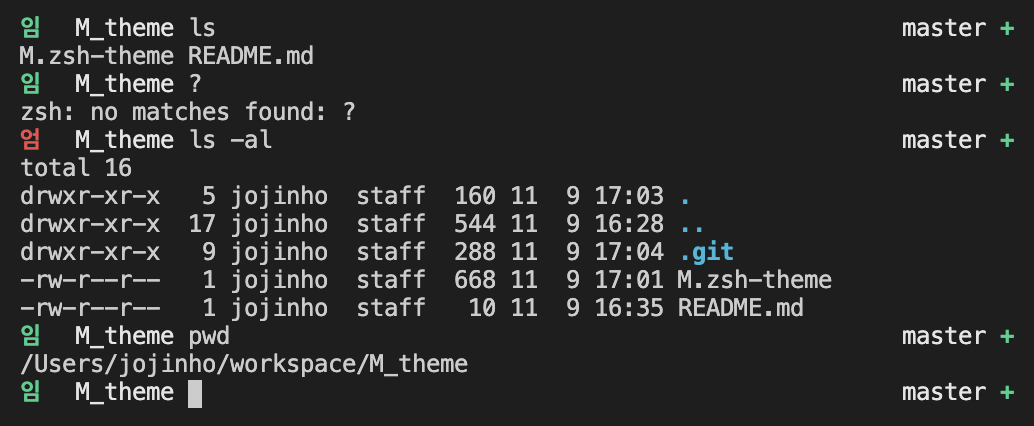 임 M_theme ls master +
M.zsh-theme README.md
임 M_theme ? master +
zsh: no matches found: ?
엄 M_theme ls -al master +
total 16
drwxr-xr-x 5 jojinho staff 160 11 9 17:03 .
drwxr-xr-x 17 jojinho staff 544 11 9 16:28 ..
drwxr-xr-x 9 jojinho staff 288 11 9 17:04 .git
-rw-r--r-- 1 jojinho staff 668 11 9 17:01 M.zsh-theme
-rw-r--r-- 1 jojinho staff 10 11 9 16:35 README.md
임 M_theme pwd master +
/Users/jojinho/workspace/M_theme
임 M_theme master +